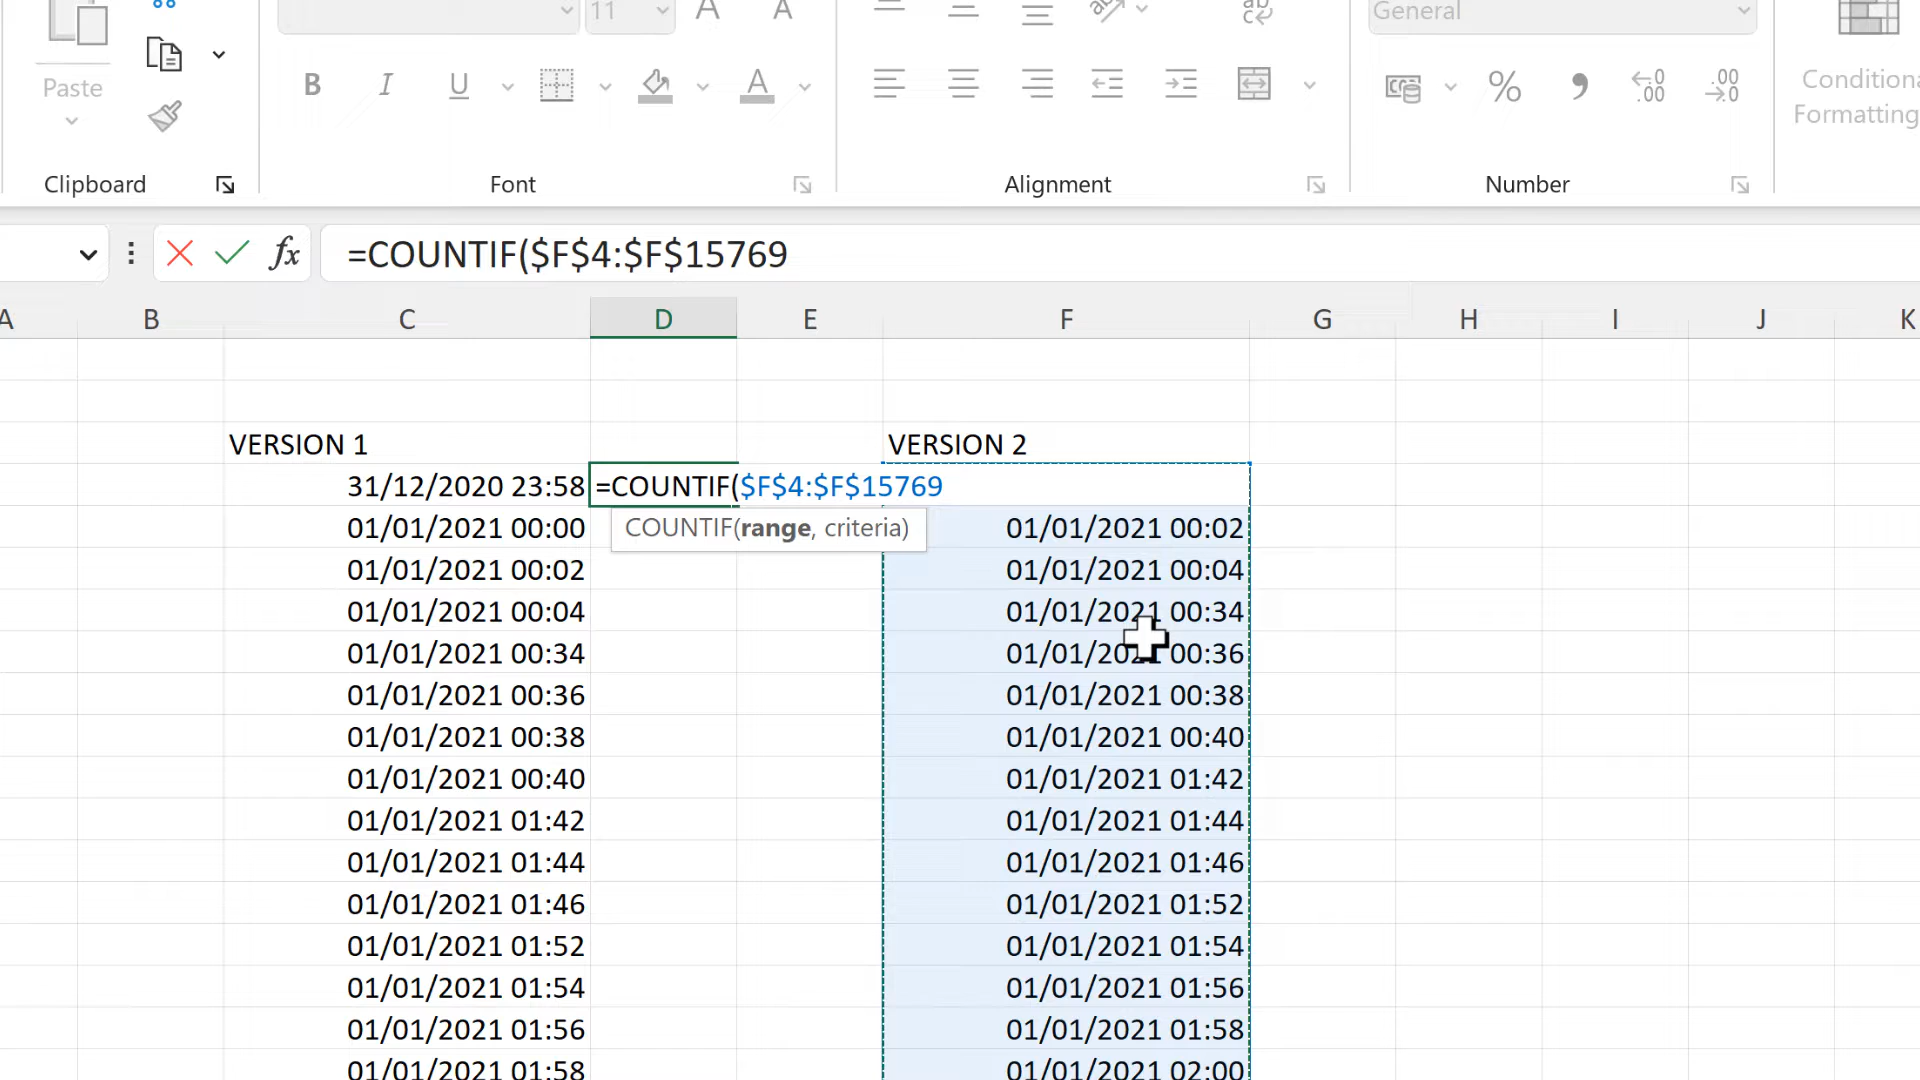 11
General
Paste
B I U A
%
Conditiona
Formatting
Clipboard
Font
Alignment
Number
fx =COUNTIF($F$4:$F$15769
A B C D E F G H I J K
VERSION 1 VERSION 2
31/12/2020 23:58 =COUNTIF($F$4:$F$15769
01/01/2021 00:00 COUNTIF(range, criteria) 01/01/2021 00:02
01/01/2021 00:02 01/01/2021 00:04
01/01/2021 00:04 01/01/2021 00:34
01/01/2021 00:34 01/01/2021 00:36
01/01/2021 00:36 01/01/2021 00:38
01/01/2021 00:38 01/01/2021 00:40
01/01/2021 00:40 01/01/2021 01:42
01/01/2021 01:42 01/01/2021 01:44
01/01/2021 01:44 01/01/2021 01:46
01/01/2021 01:46 01/01/2021 01:52
01/01/2021 01:52 01/01/2021 01:54
01/01/2021 01:54 01/01/2021 01:56
01/01/2021 01:56 01/01/2021 01:58
01/01/2021 01:58 01/01/2021 02:00